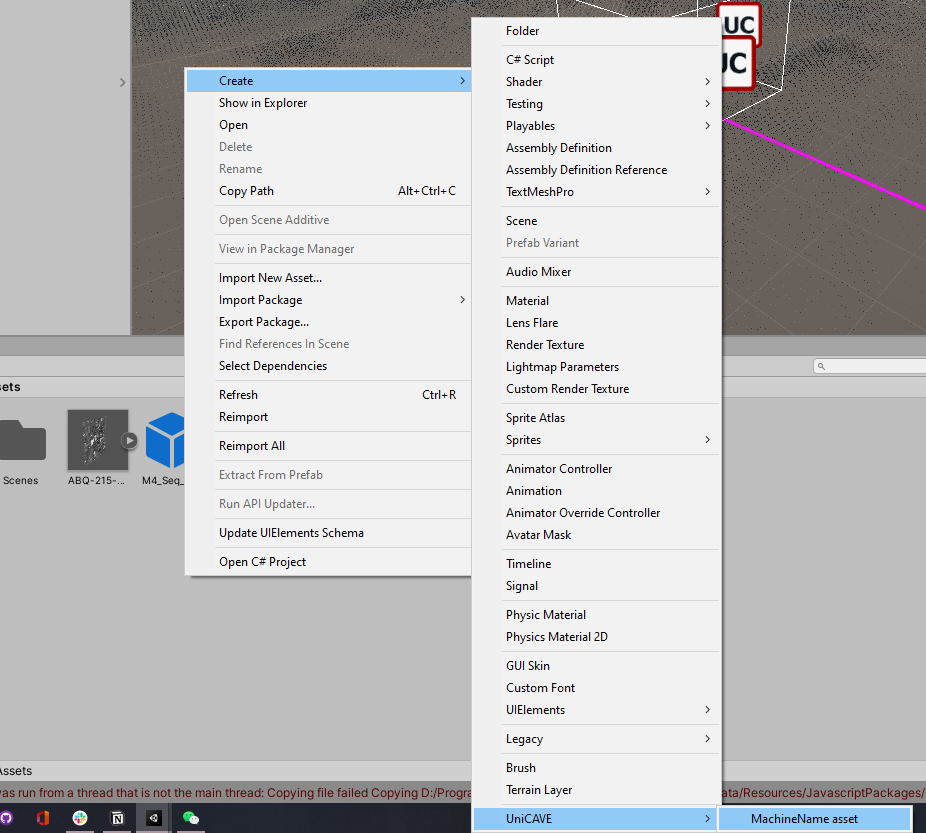 UC
UC
Create
Show in Explorer
Open
Delete
Rename
Copy Path Alt+Ctrl+C
Open Scene Additive
View in Package Manager
Import New Asset...
Import Package
Export Package...
Find References In Scene
Select Dependencies
Refresh Ctrl+R
Reimport
Reimport All
Extract From Prefab
Run API Updater...
Update UIElements Schema
Open C# Project
Folder
C# Script
Shader
Testing
Playables
Assembly Definition
Assembly Definition Reference
TextMeshPro
Scene
Prefab Variant
Audio Mixer
Material
Lens Flare
Render Texture
Lightmap Parameters
Custom Render Texture
Sprite Atlas
Sprites
Animator Controller
Animation
Animator Override Controller
Avatar Mask
Timeline
Signal
Physic Material
Physics Material 2D
GUI Skin
Custom Font
UIElements
Legacy
Brush
Terrain Layer
UniCAVE
MachineName asset
sets
Scenes
ABQ-215-...
M4_Seq_
Assets
was run from a thread that is not the main thread: Copying file failed Copying D:/Progra
ata/Resources/JavascriptPackages/